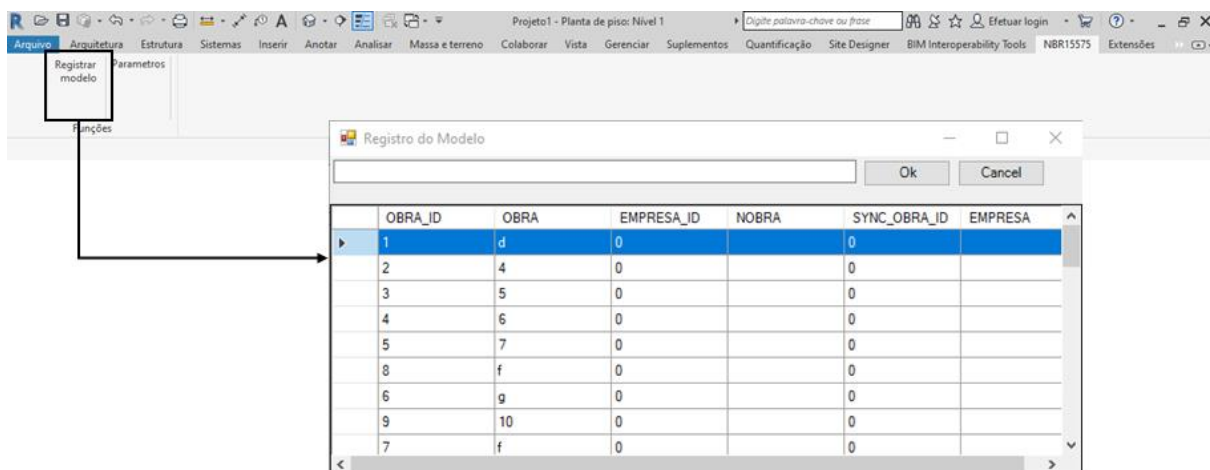 Projeto1 - Planta de piso: Nível 1 Digite palavra-chave ou frase Efetuar login
Arquivo Arquitetura Estrutura Sistemas Inserir Anotar Analisar Massa e terreno Colaborar Vista Gerenciar Suplementos Quantificação Site Designer BIM Interoperability Tools NBR15575 Extensões
Registrar modelo Parametros
Funções
Registro do Modelo
Ok Cancel
OBRA_ID OBRA EMPRESA_ID NOBRA SYNC_OBRA_ID EMPRESA
1 d 0 0
2 4 0 0
3 5 0 0
4 6 0 0
5 7 0 0
8 f 0 0
6 g 0 0
9 10 0 0
7 f 0 0